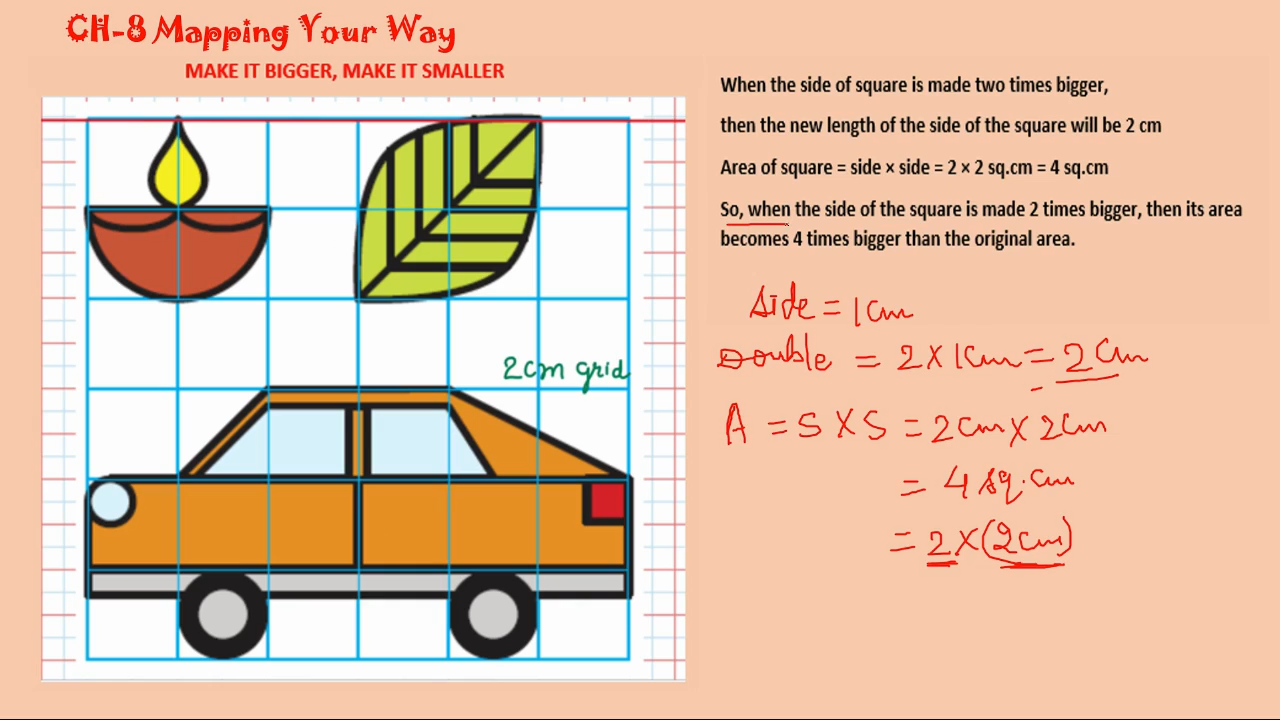 CH-8 Mapping Your Way
MAKE IT BIGGER, MAKE IT SMALLER
2cm grid
When the side of square is made two times bigger,
then the new length of the side of the square will be 2 cm
Area of square = side × side = 2 × 2 sq.cm = 4 sq.cm
So, when the side of the square is made 2 times bigger, then its area
becomes 4 times bigger than the original area.
Side = 1cm
Double = 2 × 1cm = 2cm
A = S × S = 2cm × 2cm
= 4 sq.cm
= 2 × (2cm)